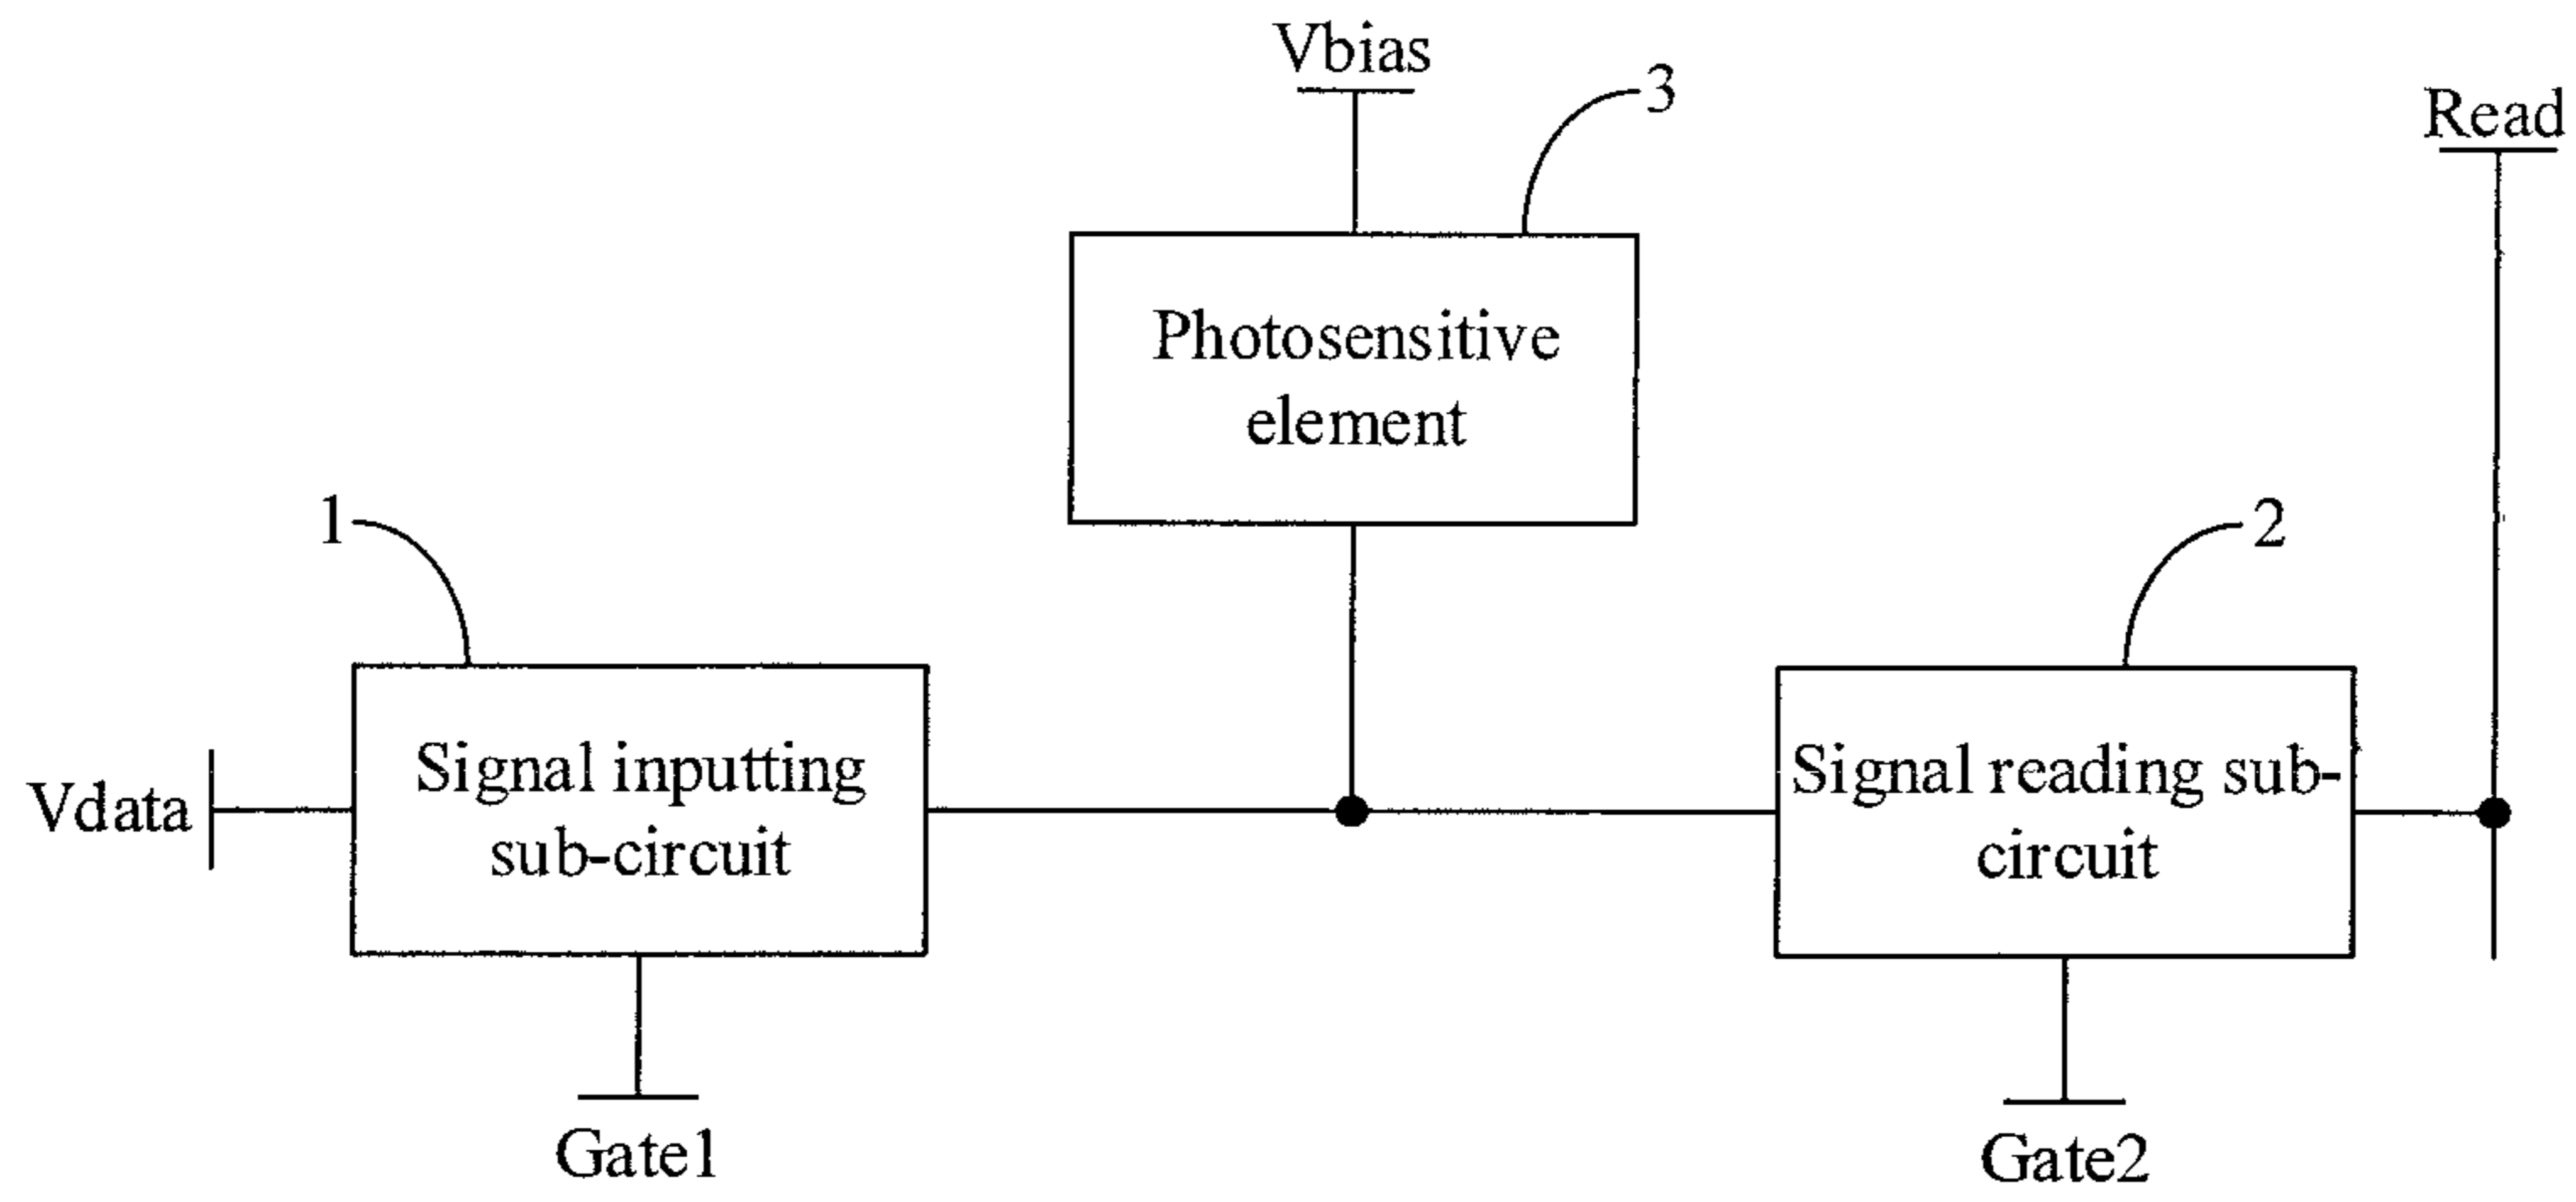 Vbias
3
Read
Photosensitive
element
1
2
Signal inputting
sub-circuit
Signal reading sub-
circuit
Vdata
Gate1
Gate2